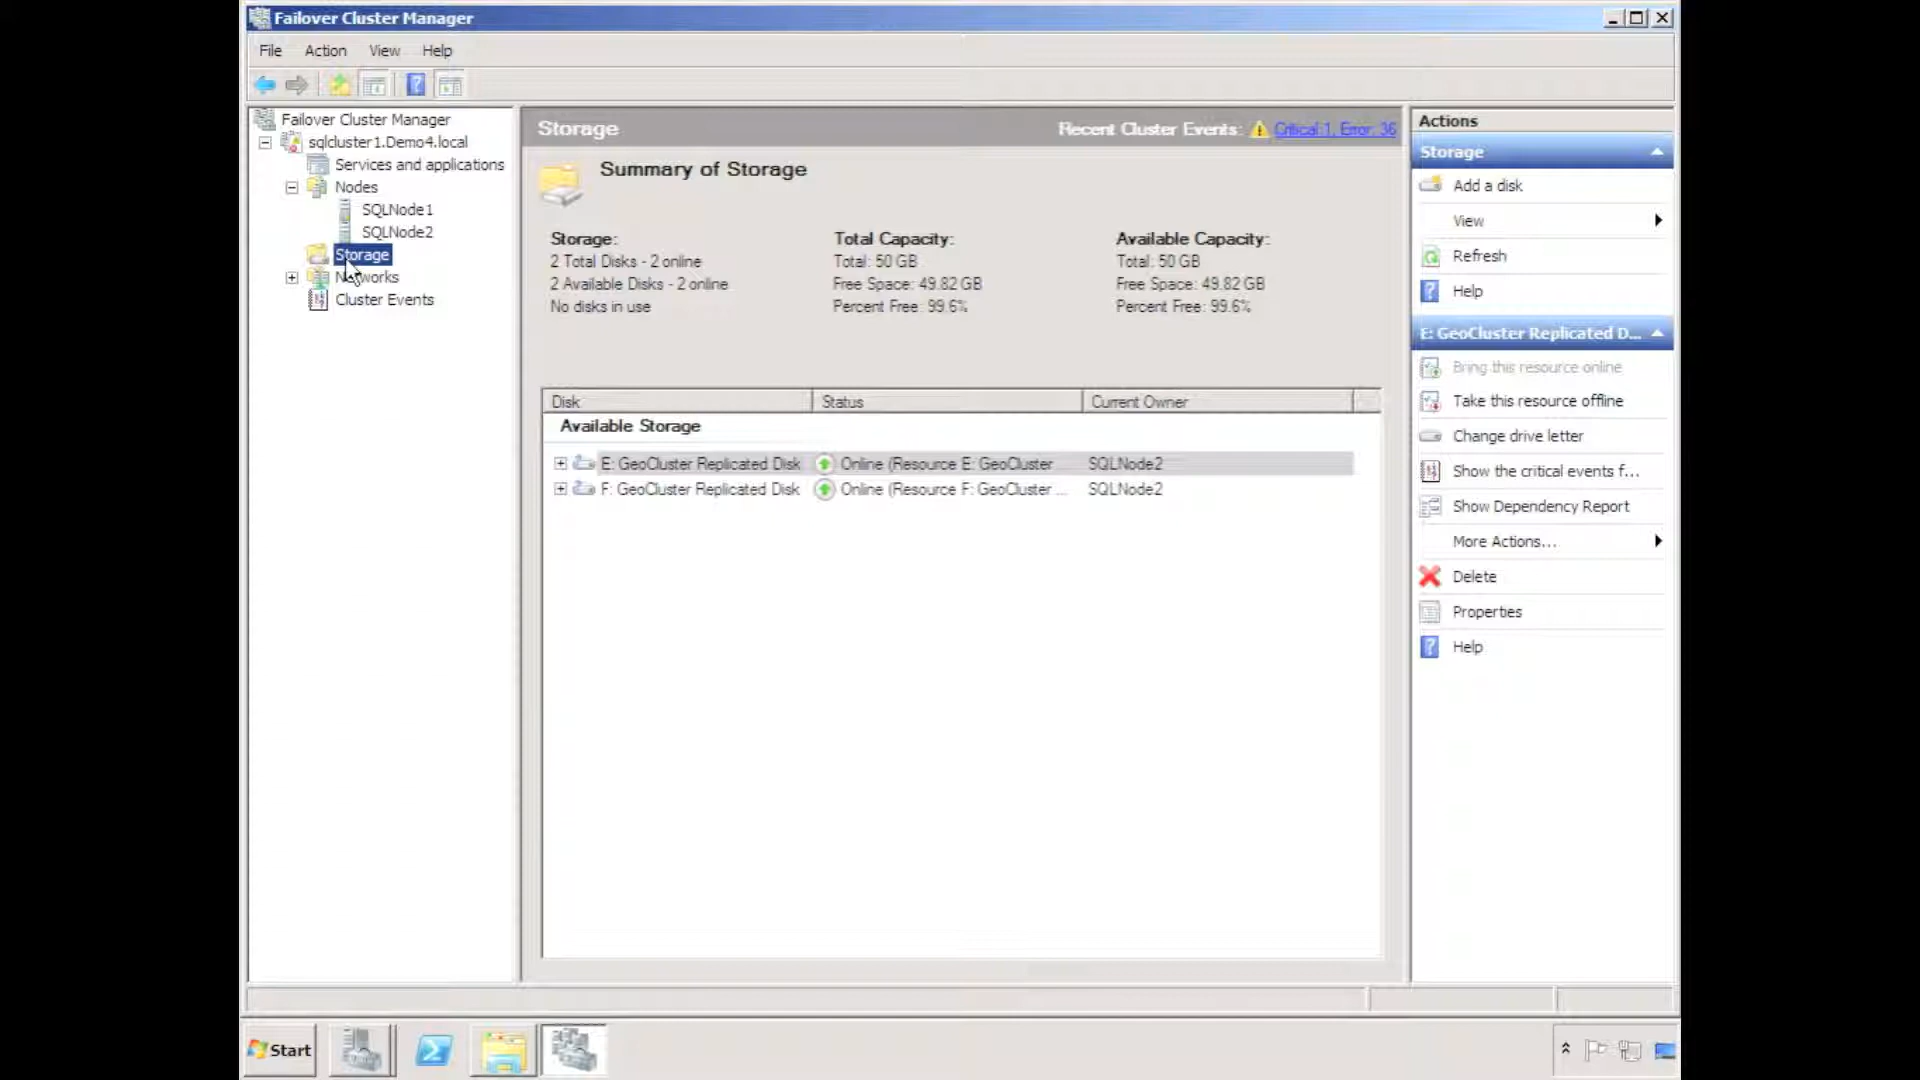 Failover Cluster Manager
File Action View Help
Failover Cluster Manager
sqlcluster1.Demo4.local
Services and applications
Nodes
SQLNode1
SQLNode2
Storage
Networks
Cluster Events
Storage
Recent Cluster Events: Critical: 1, Error: 36
Summary of Storage
Storage:
2 Total Disks - 2 online
2 Available Disks - 2 online
No disks in use
Total Capacity:
Total: 50 GB
Free Space: 49.82 GB
Percent Free: 99.6%
Available Capacity:
Total: 50 GB
Free Space: 49.82 GB
Percent Free: 99.6%
Disk Status Current Owner
Available Storage
E: GeoCluster Replicated Disk Online (Resource E: GeoCluster ... SQLNode2
F: GeoCluster Replicated Disk Online (Resource F: GeoCluster ... SQLNode2
Actions
Storage
Add a disk
View
Refresh
Help
E: GeoCluster Replicated D...
Bring this resource online
Take this resource offline
Change drive letter
Show the critical events f...
Show Dependency Report
More Actions...
Delete
Properties
Help
Start